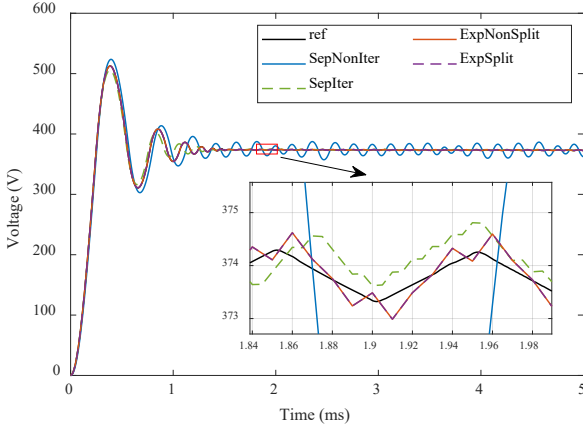 600
500
400
300
200
100
0
Voltage (V)
ref
SepNonIter
SepIter
ExpNonSplit
ExpSplit
375
374
373
1.84 1.86 1.88 1.9 1.92 1.94 1.96 1.98
0 1 2 3 4 5
Time (ms)